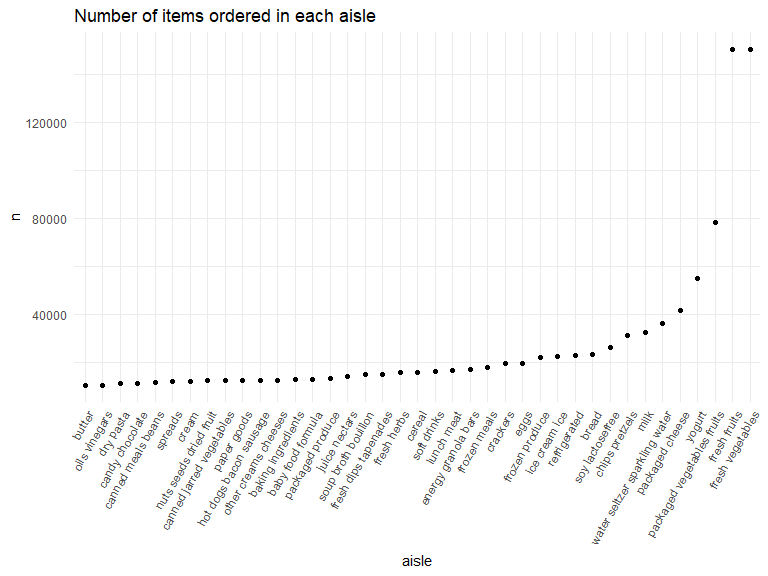 Number of items ordered in each aisle
n
120000
80000
40000
butter
oils vinegars
dry pasta
candy chocolate
canned meals beans
spreads
cream
nuts seeds dried fruit
canned jarred vegetables
paper goods
hot dogs bacon sausage
other creams cheeses
baking ingredients
baby food formula
packaged produce
juice nectars
soup broth bouillon
fresh dips tapenades
fresh herbs
cereal
soft drinks
lunch meat
energy granola bars
frozen meals
crackers
eggs
frozen produce
ice cream ice
refrigerated
bread
soy lactosefree
chips pretzels
milk
water seltzer sparkling water
packaged cheese
yogurt
packaged vegetables fruits
fresh fruits
fresh vegetables
aisle